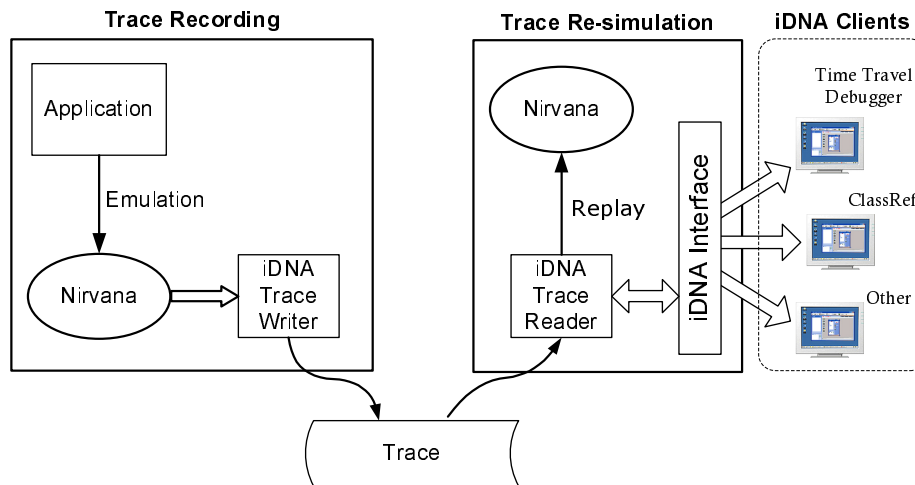 Trace Recording
Application
Emulation
Nirvana
iDNA
Trace
Writer
Trace Re-simulation
Nirvana
Replay
iDNA
Trace
Reader
iDNA Interface
iDNA Clients
Time Travel
Debugger
ClassRef
Other
Trace